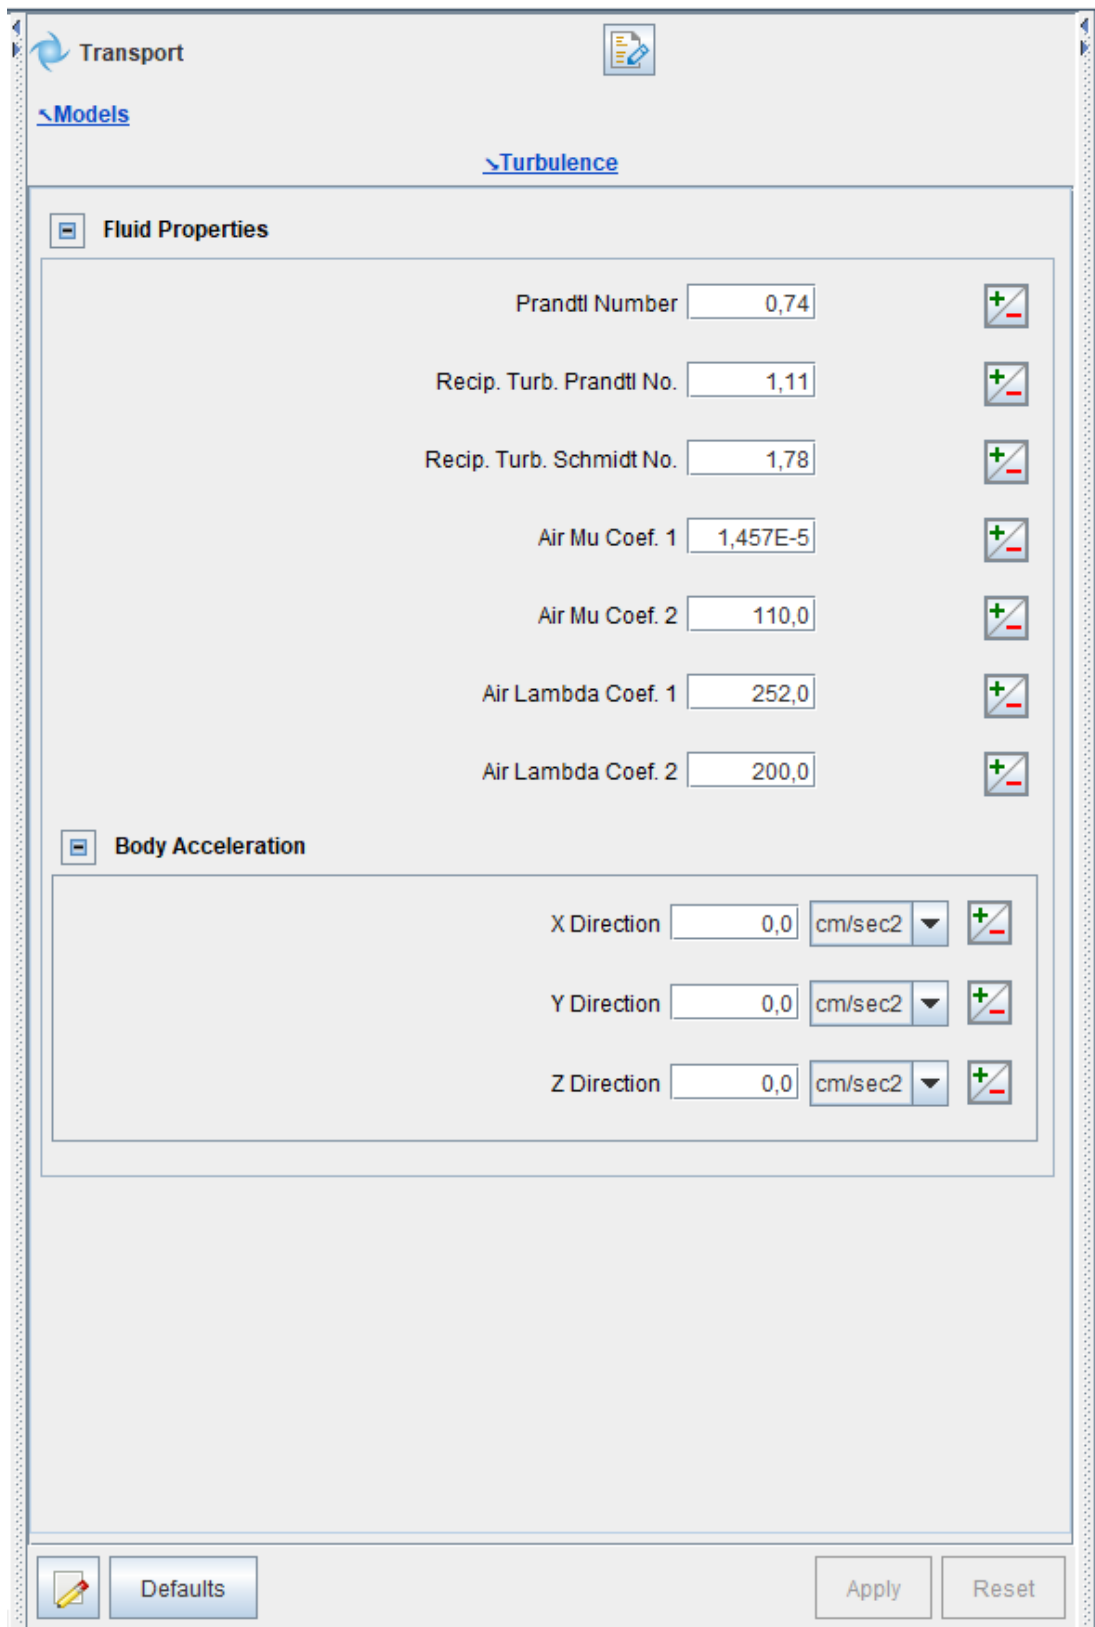 Transport
Models
Turbulence
Fluid Properties
Prandtl Number 0,74
Recip. Turb. Prandtl No. 1,11
Recip. Turb. Schmidt No. 1,78
Air Mu Coef. 1 1,457E-5
Air Mu Coef. 2 110,0
Air Lambda Coef. 1 252,0
Air Lambda Coef. 2 200,0
Body Acceleration
X Direction 0,0 cm/sec2
Y Direction 0,0 cm/sec2
Z Direction 0,0 cm/sec2
Defaults Apply Reset